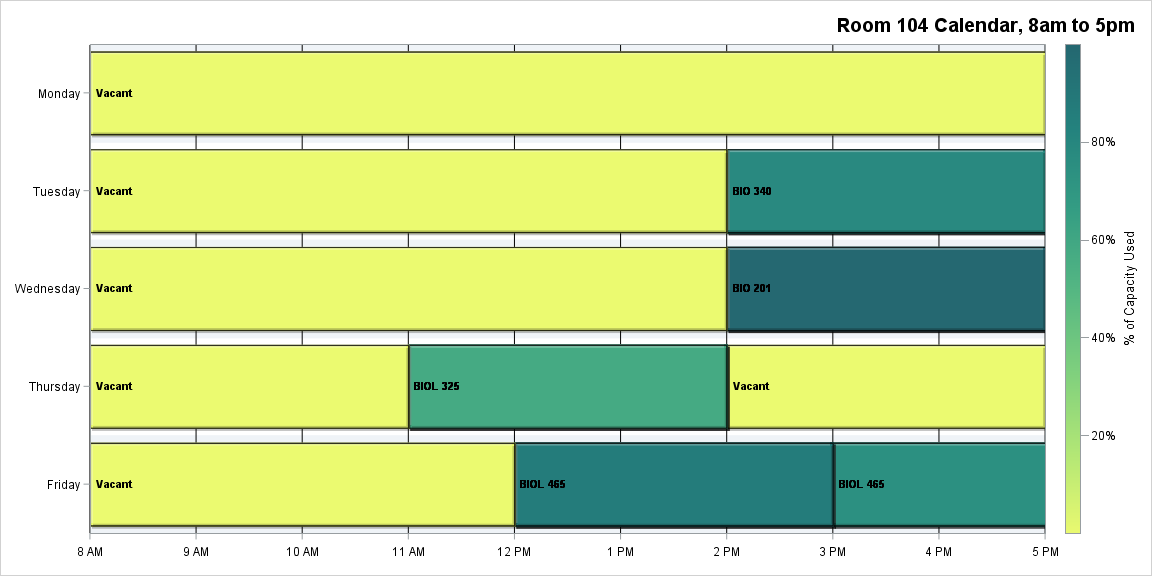 Room 104 Calendar, 8am to 5pm
Monday
Vacant
Tuesday
Vacant
BIO 340
Wednesday
Vacant
BIO 201
Thursday
Vacant
BIOL 325
Vacant
Friday
Vacant
BIOL 465
BIOL 465
8 AM
9 AM
10 AM
11 AM
12 PM
1 PM
2 PM
3 PM
4 PM
5 PM
80%
60%
40%
20%
% of Capacity Used